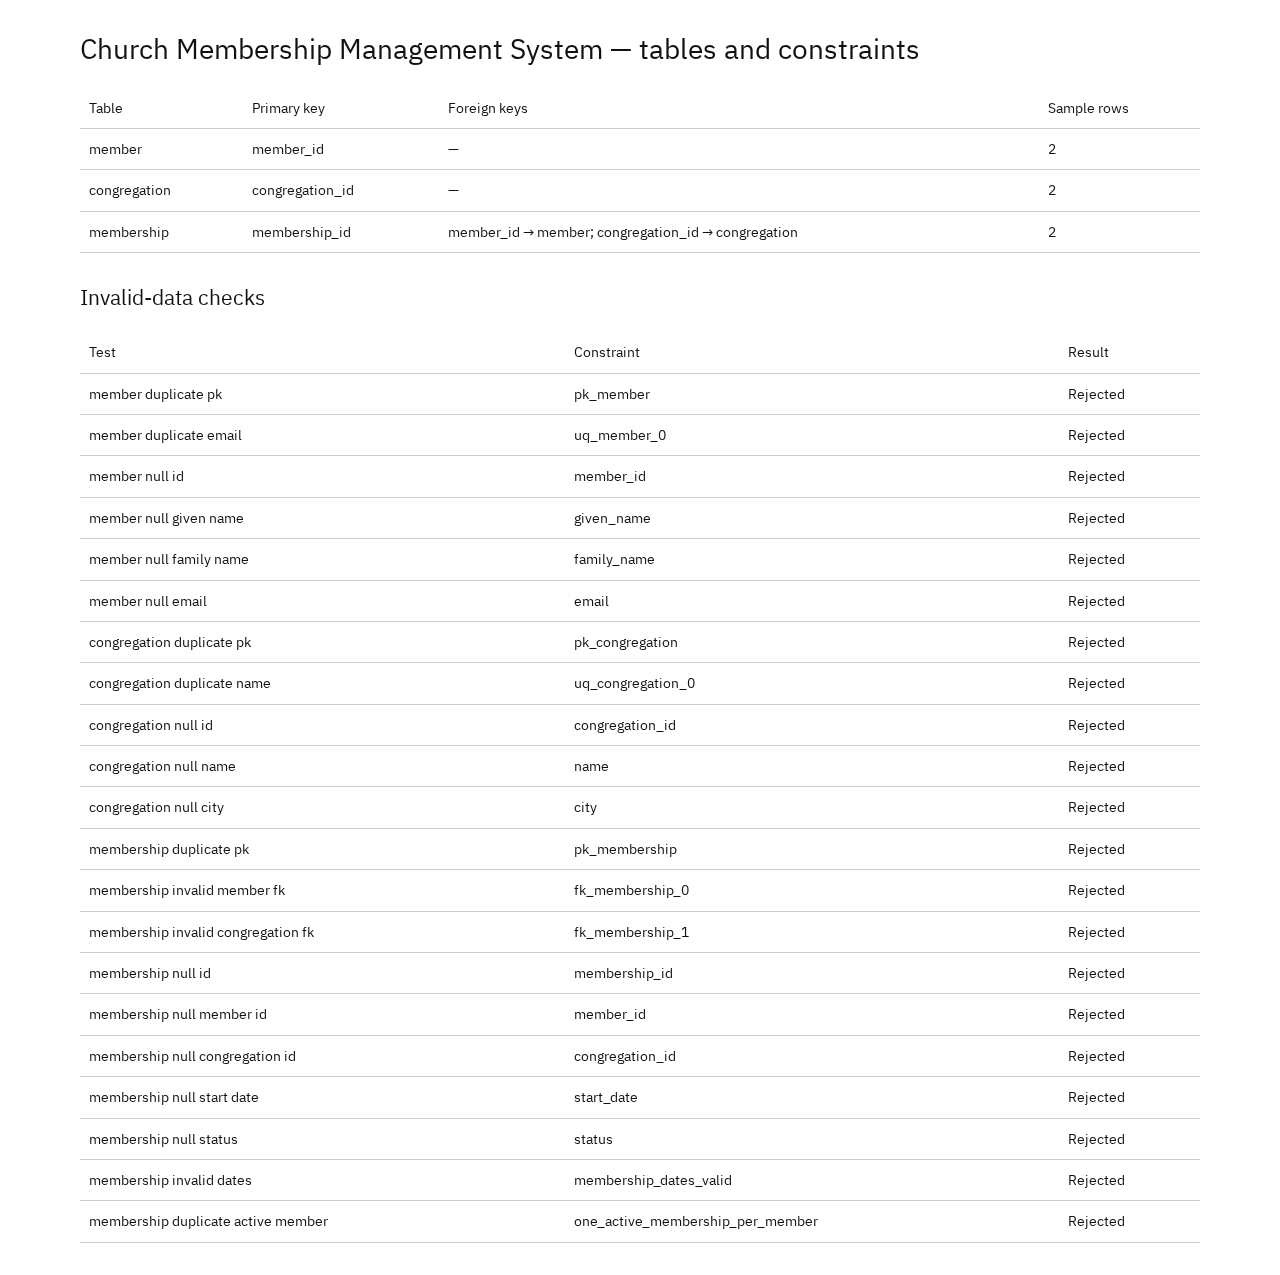 Church Membership Management System — tables and constraints
Table Primary key Foreign keys Sample rows
member member_id — 2
congregation congregation_id — 2
membership membership_id member_id → member; congregation_id → congregation 2
Invalid-data checks
Test Constraint Result
member duplicate pk pk_member Rejected
member duplicate email uq_member_0 Rejected
member null id member_id Rejected
member null given name given_name Rejected
member null family name family_name Rejected
member null email email Rejected
congregation duplicate pk pk_congregation Rejected
congregation duplicate name uq_congregation_0 Rejected
congregation null id congregation_id Rejected
congregation null name name Rejected
congregation null city city Rejected
membership duplicate pk pk_membership Rejected
membership invalid member fk fk_membership_0 Rejected
membership invalid congregation fk fk_membership_1 Rejected
membership null id membership_id Rejected
membership null member id member_id Rejected
membership null congregation id congregation_id Rejected
membership null start date start_date Rejected
membership null status status Rejected
membership invalid dates membership_dates_valid Rejected
membership duplicate active member one_active_membership_per_member Rejected